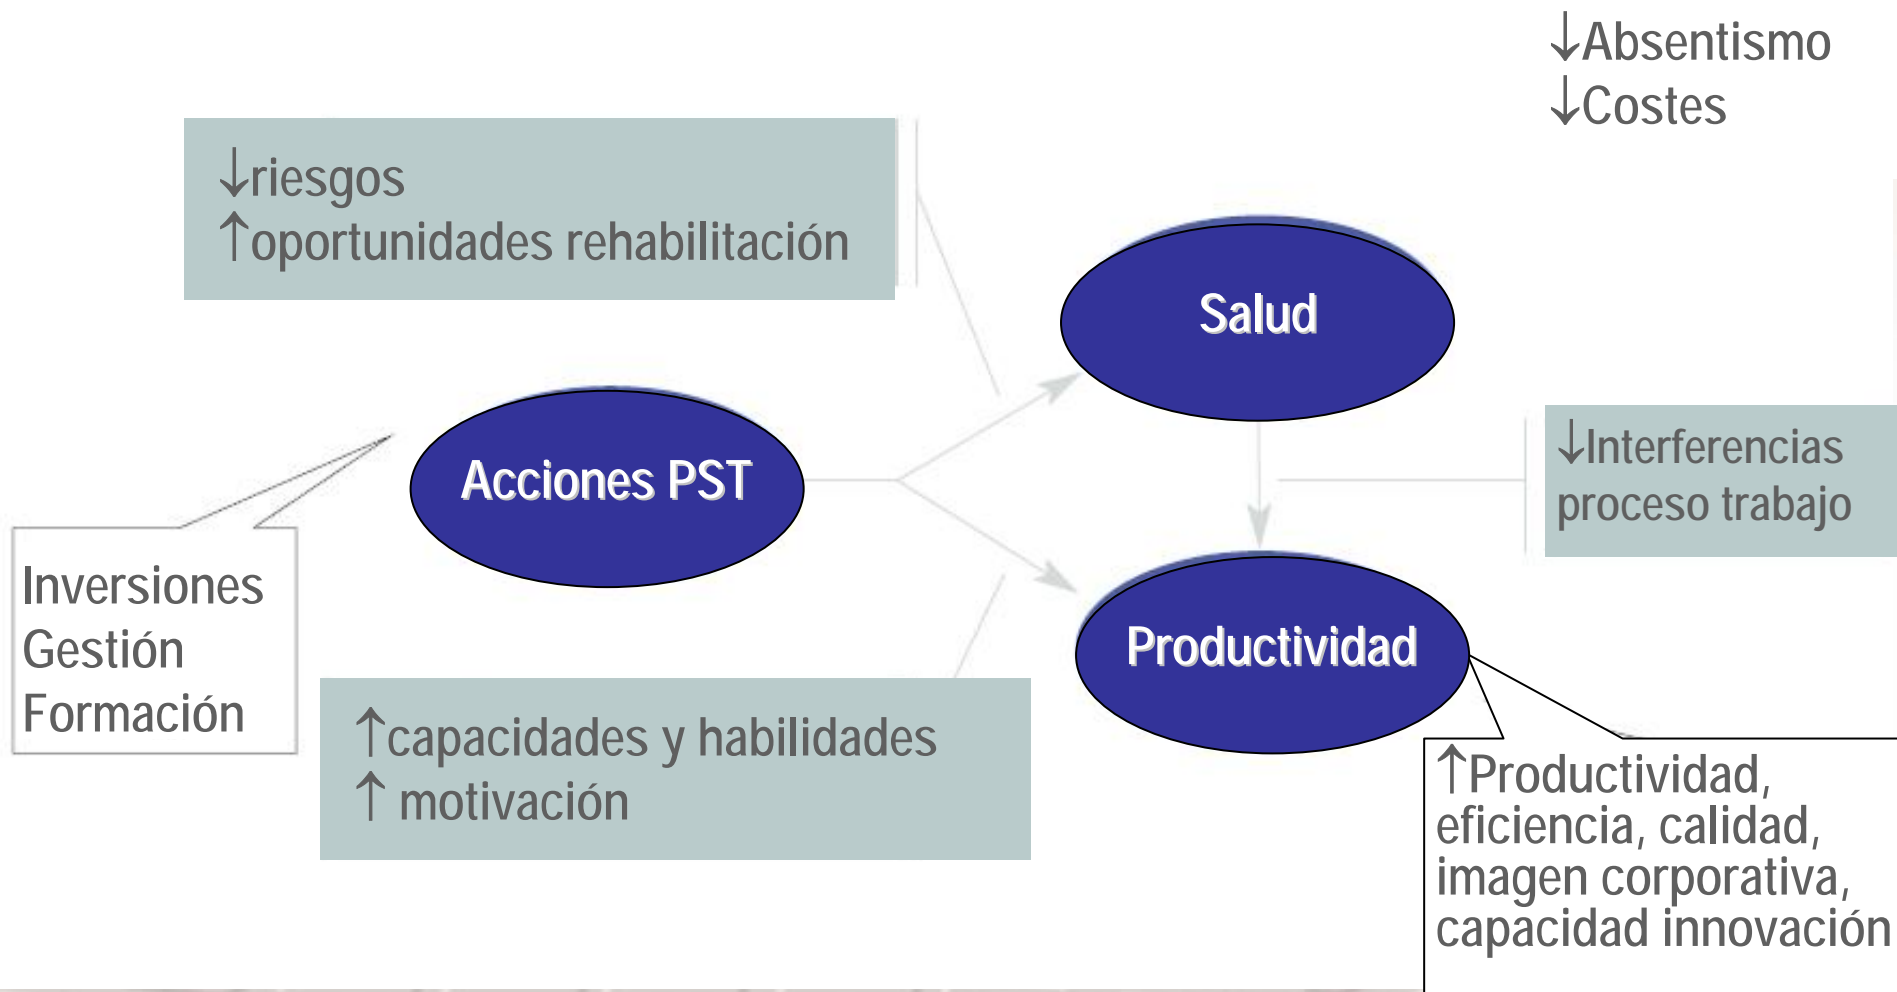 ↓Absentismo
↓Costes
↓riesgos
↑oportunidades rehabilitación
Salud
Acciones PST
↓Interferencias
proceso trabajo
Inversiones
Gestión
Formación
Productividad
↑capacidades y habilidades
↑ motivación
↑Productividad,
eficiencia, calidad,
imagen corporativa,
capacidad innovación